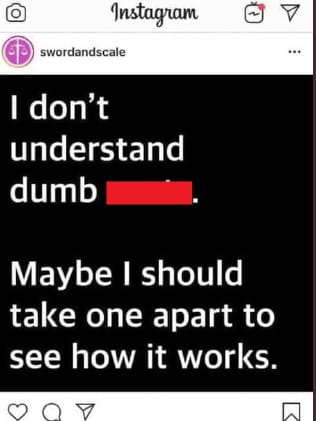 Instagram
swordandscale
I don't
understand
dumb .
Maybe I should
take one apart to
see how it works.